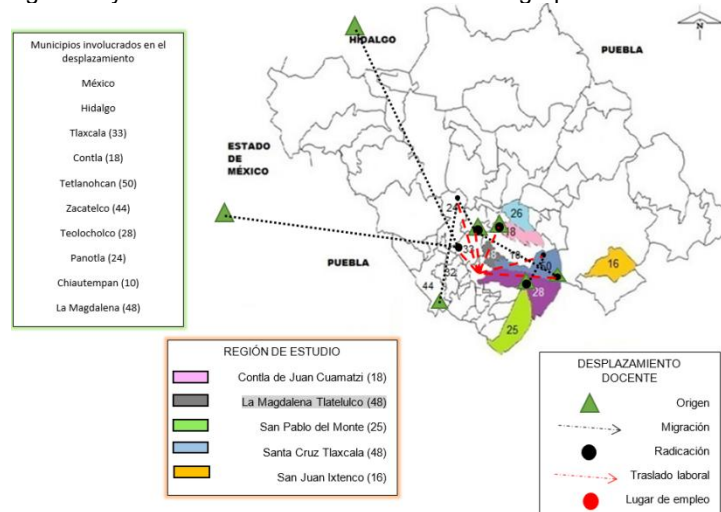 HIDALGO
PUEBLA
N
Municipios involucrados en el
desplazamiento
México
Hidalgo
Tlaxcala (33)
Contla (18)
Tetlanohcan (50)
Zacatelco (44)
Teolocholco (28)
Panotla (24)
Chiautempan (10)
La Magdalena (48)
ESTADO
DE
MÉXICO
PUEBLA
24
26
18
33
44
32
28
16
25
REGIÓN DE ESTUDIO
Contla de Juan Cuamatzi (18)
La Magdalena Tlatelulco (48)
San Pablo del Monte (25)
Santa Cruz Tlaxcala (48)
San Juan Ixtenco (16)
DESPLAZAMIENTO
DOCENTE
Origen
Migración
Radicación
Traslado laboral
Lugar de empleo